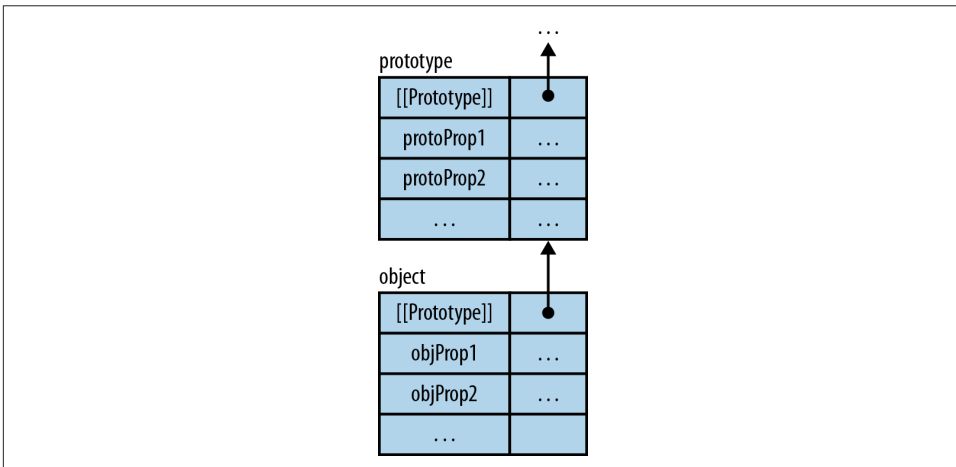 ...
prototype
[[Prototype]]
protoProp1 ...
protoProp2 ...
... ...
object
[[Prototype]]
objProp1 ...
objProp2 ...
...